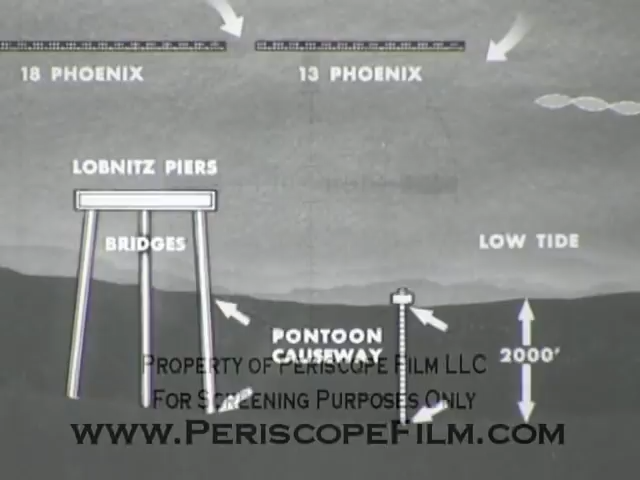 18 PHOENIX
13 PHOENIX
LOBNITZ PIERS
BRIDGES
LOW TIDE
PONTOON
CAUSEWAY
2000'
PROPERTY OF PERISCOPE FILM LLC
FOR SCREENING PURPOSES ONLY
WWW.PERISCOPEFILM.COM